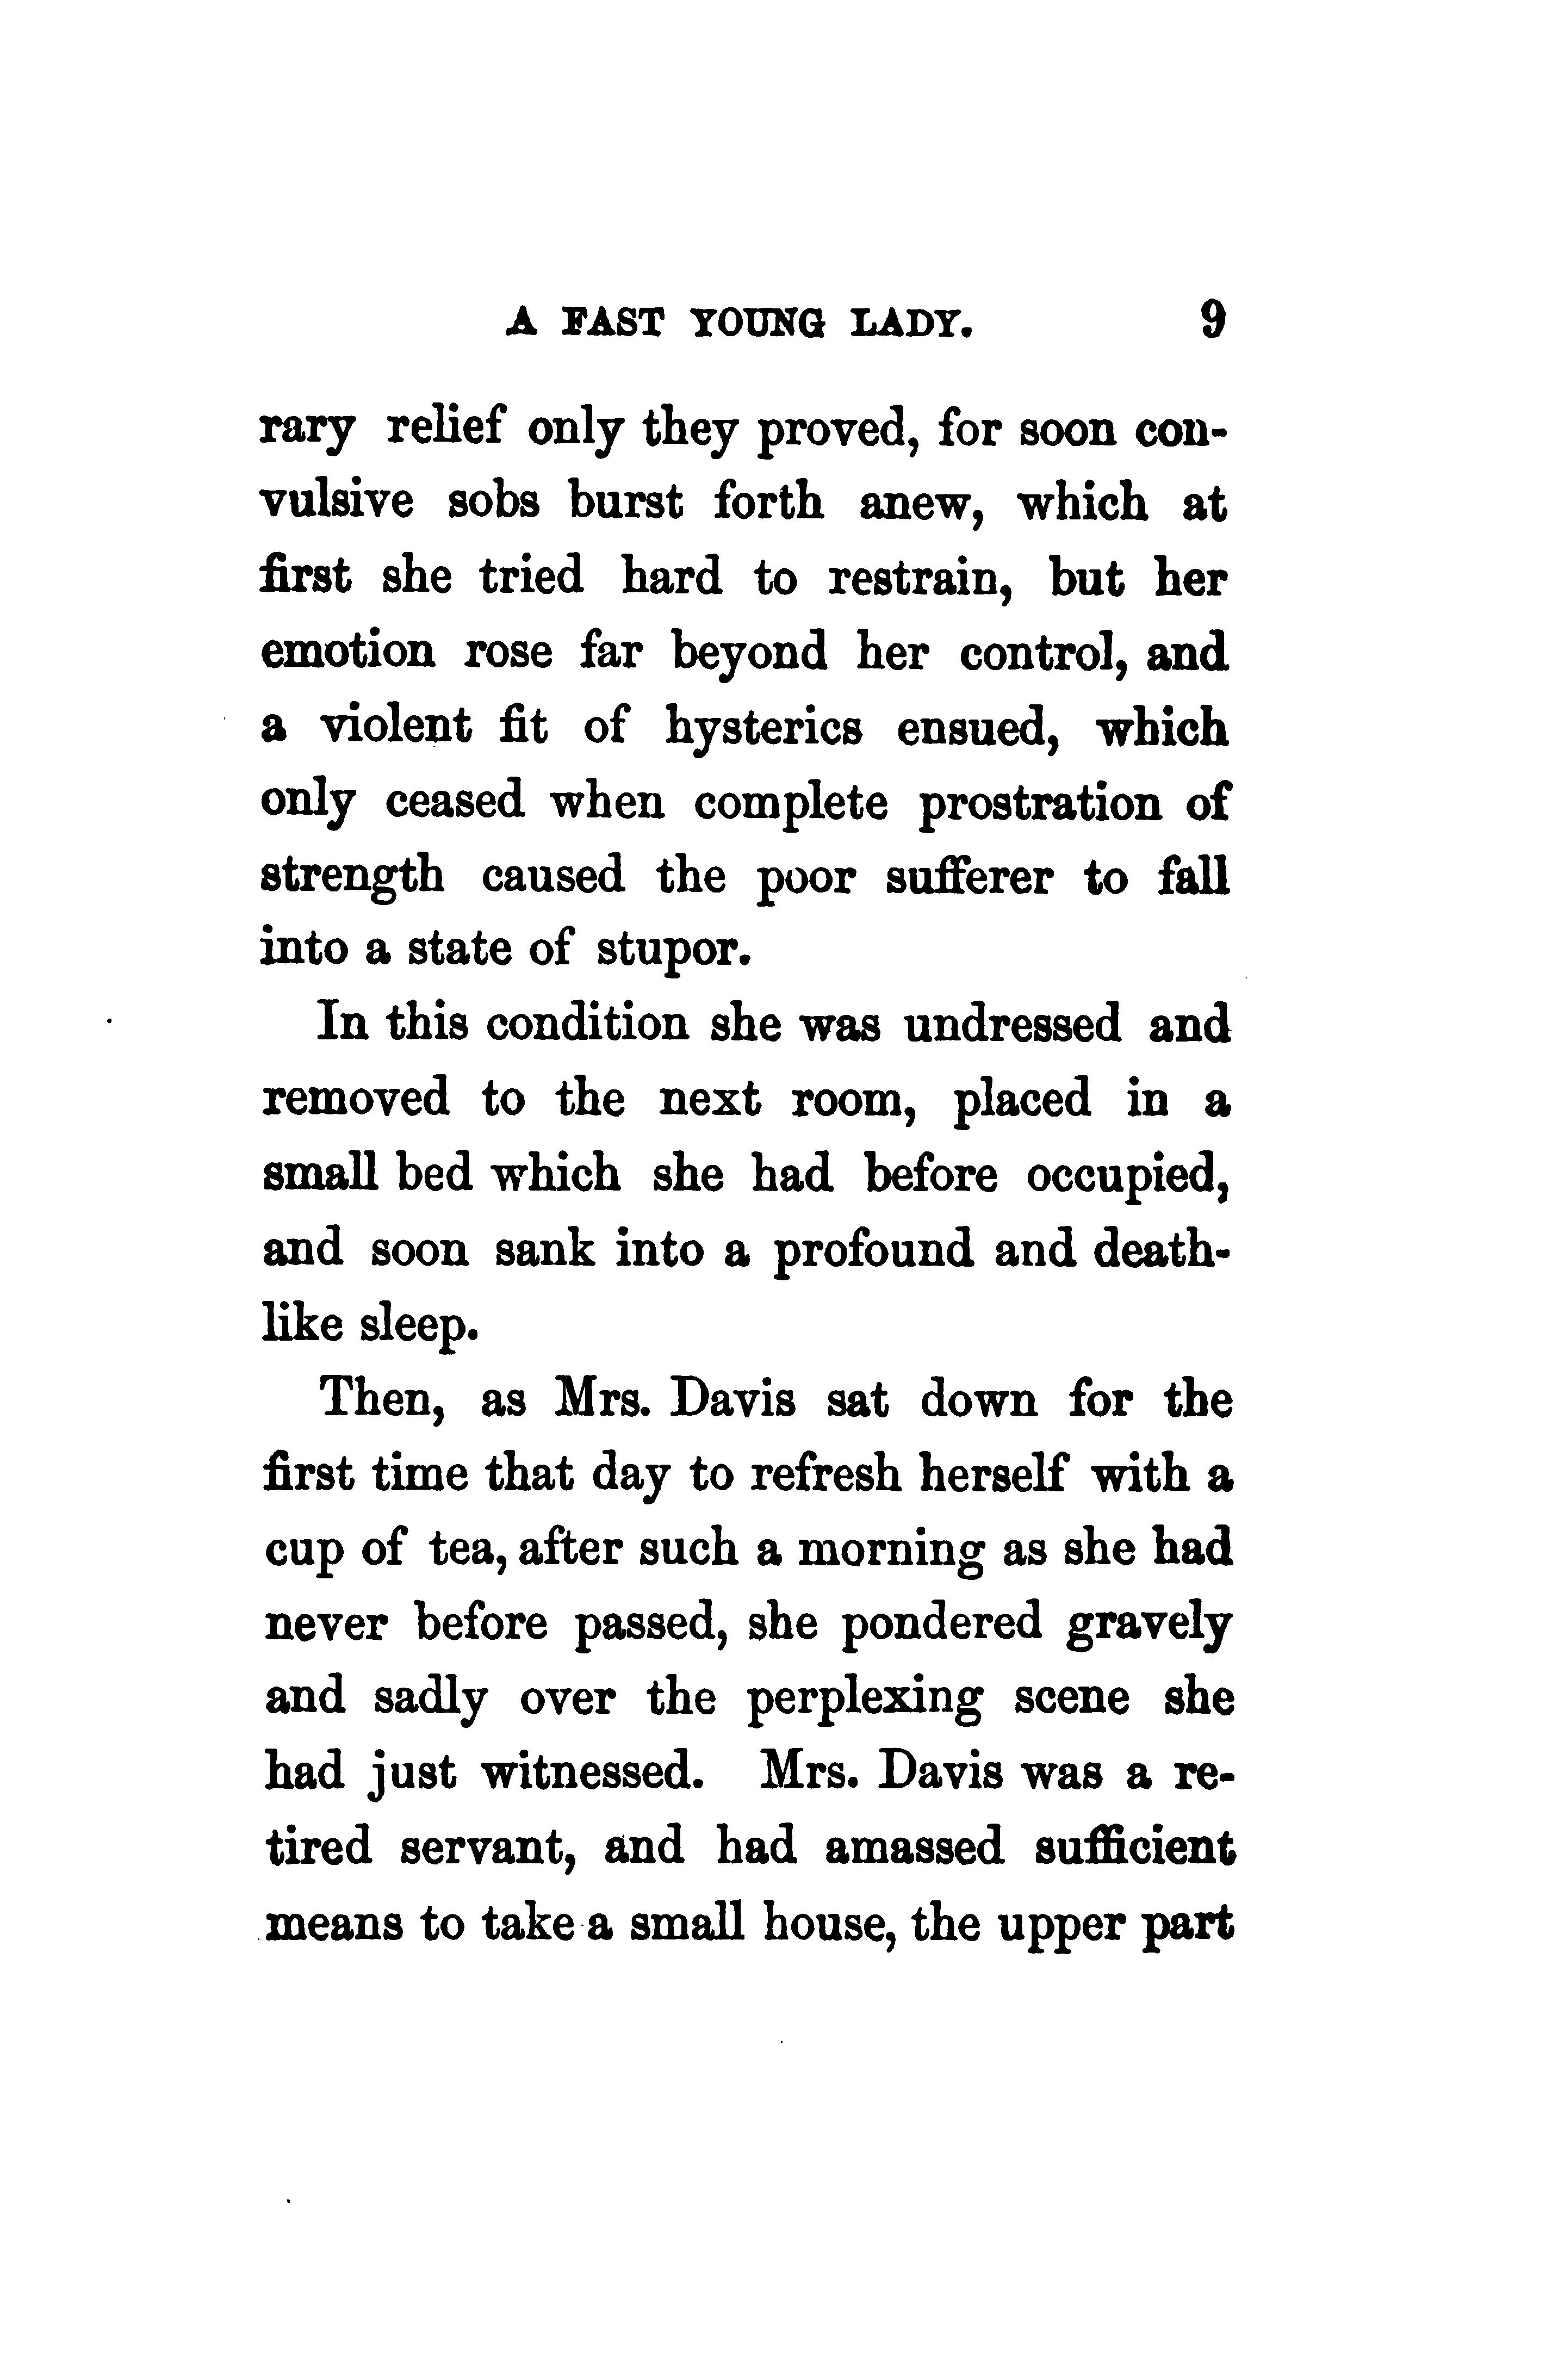 A FAST YOUNG LADY. 9
rary relief only they proved, for soon con-
vulsive sobs burst forth anew, which at
first she tried hard to restrain, but her
emotion rose far beyond her control, and
a violent fit of hysterics ensued, which
only ceased when complete prostration of
strength caused the poor sufferer to fall
into a state of stupor.
In this condition she was undressed and
removed to the next room, placed in a
small bed which she had before occupied,
and soon sank into a profound and death-
like sleep.
Then, as Mrs. Davis sat down for the
first time that day to refresh herself with a
cup of tea, after such a morning as she had
never before passed, she pondered gravely
and sadly over the perplexing scene she
had just witnessed. Mrs. Davis was a re-
tired servant, and had amassed sufficient
means to take a small house, the upper part